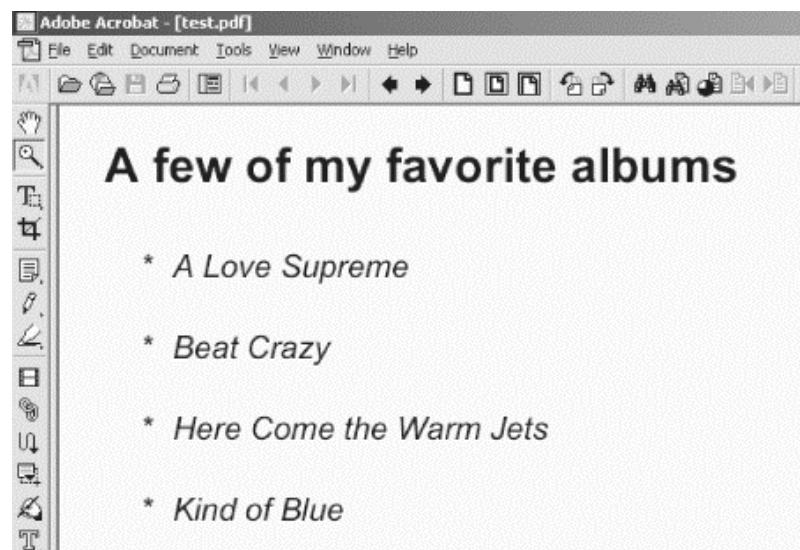 Adobe Acrobat - [test.pdf]
File Edit Document Tools View Window Help
A few of my favorite albums
* A Love Supreme
* Beat Crazy
* Here Come the Warm Jets
* Kind of Blue